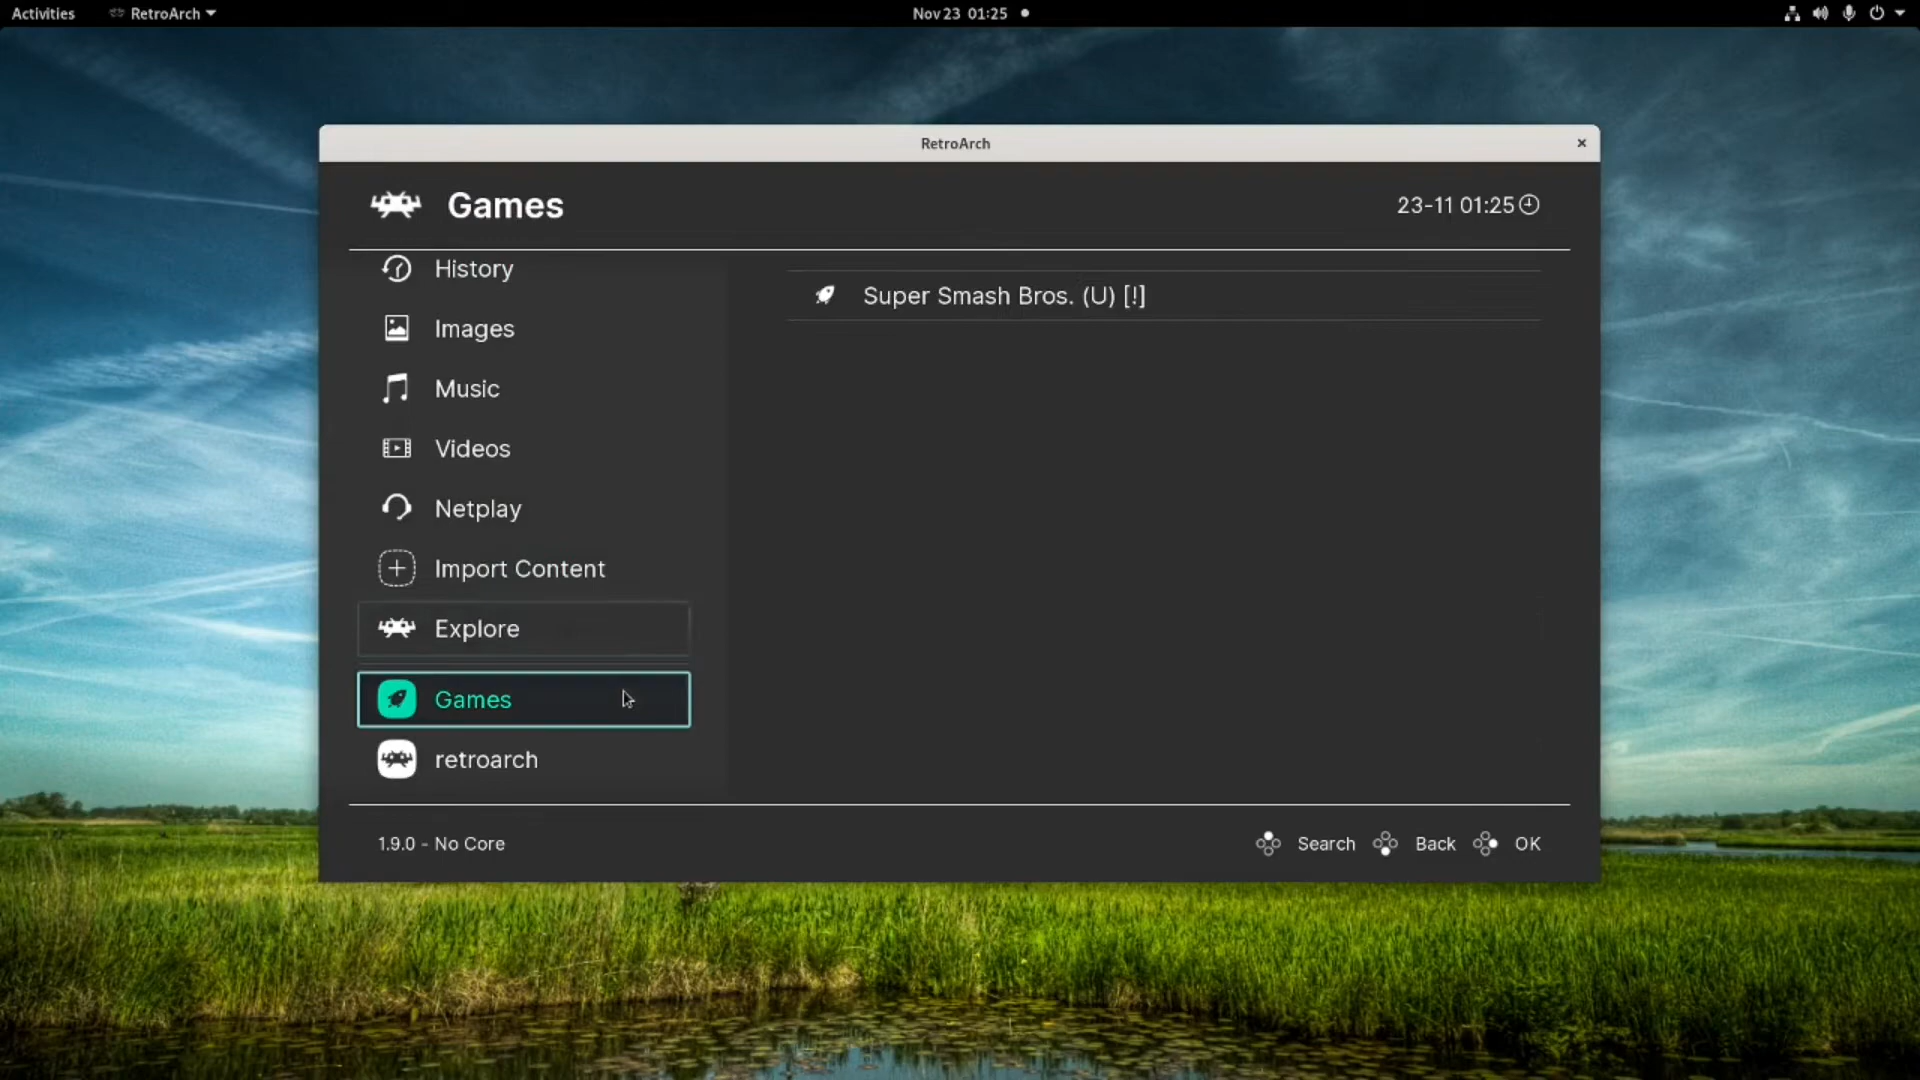 Activities
RetroArch
Nov 23 01:25
RetroArch
Games
23-11 01:25
History
Images
Music
Videos
Netplay
Import Content
Explore
Games
retroarch
Super Smash Bros. (U) [!]
1.9.0 - No Core
Search
Back
OK